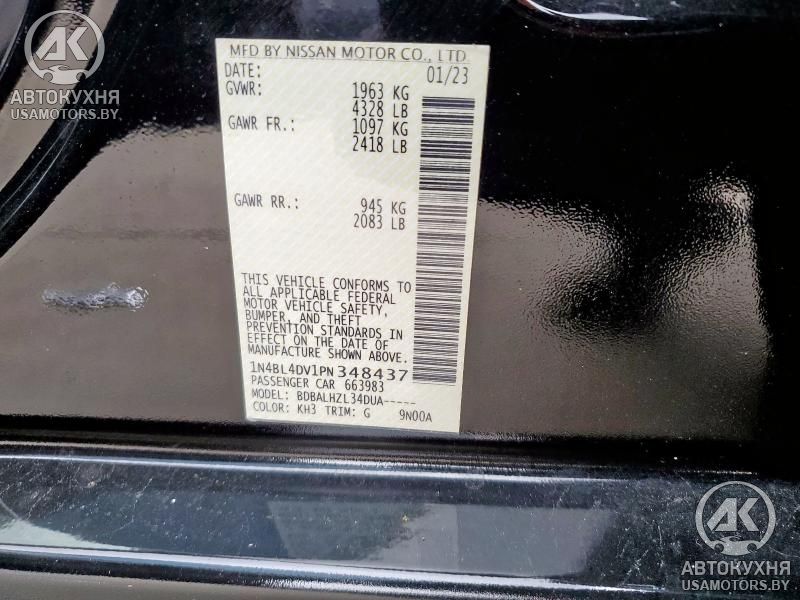 АК
АВТОКУХНЯ
USAMOTORS.BY
MFD BY NISSAN MOTOR CO., LTD.
DATE: 01/23
GVWR: 1963 KG
4328 LB
GAWR FR.: 1097 KG
2418 LB
GAWR RR.: 945 KG
2083 LB
THIS VEHICLE CONFORMS TO
ALL APPLICABLE FEDERAL
MOTOR VEHICLE SAFETY,
BUMPER, AND THEFT
PREVENTION STANDARDS IN
EFFECT ON THE DATE OF
MANUFACTURE SHOWN ABOVE.
1N4BL4DV1PN348437
PASSENGER CAR 663983
MODEL: BDBALHZL34DUA-----
COLOR: KH3 TRIM: G 9N00A
АК
АВТОКУХНЯ
USAMOTORS.BY